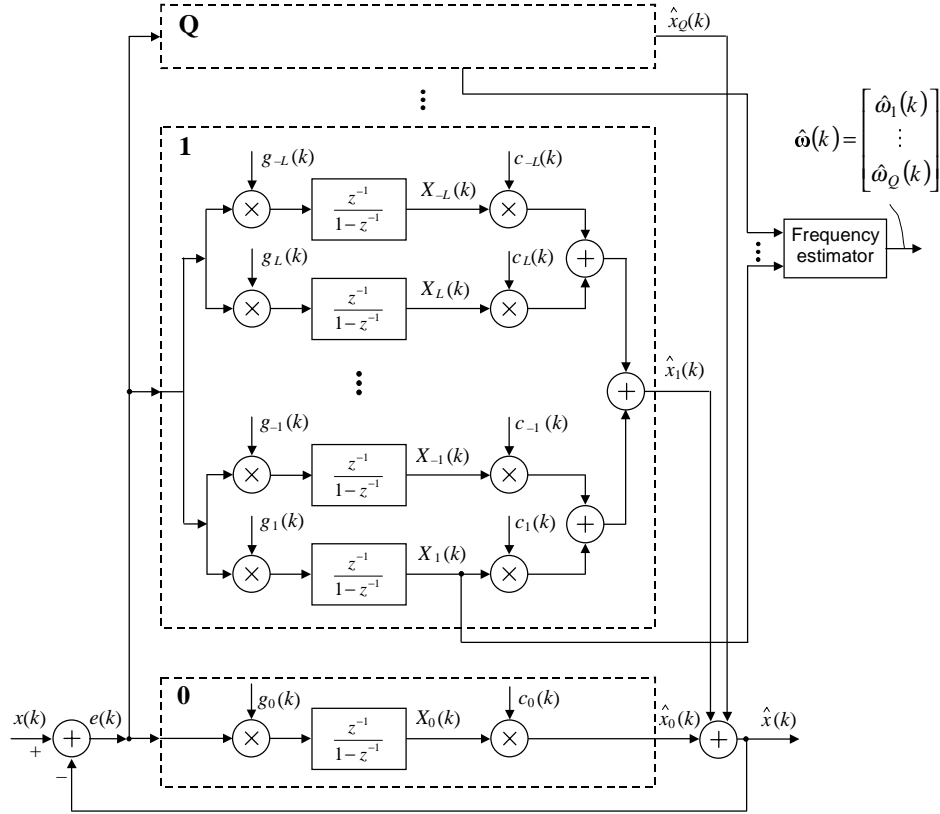 Q
x̂_Q(k)
⋮
ω̂(k) = [ω̂_1(k) ⋮ ω̂_Q(k)]
1
g_{−L}(k)
c_{−L}(k)
×
z^{−1} / (1 − z^{−1})
X_{−L}(k)
×
+
g_L(k)
c_L(k)
×
z^{−1} / (1 − z^{−1})
X_L(k)
×
⋮
Frequency
estimator
⋮
x̂_1(k)
+
g_{−1}(k)
c_{−1}(k)
×
z^{−1} / (1 − z^{−1})
X_{−1}(k)
×
+
g_1(k)
c_1(k)
×
z^{−1} / (1 − z^{−1})
X_1(k)
×
0
g_0(k)
c_0(k)
x(k)
+
+
−
e(k)
×
z^{−1} / (1 − z^{−1})
X_0(k)
×
x̂_0(k)
+
x̂(k)